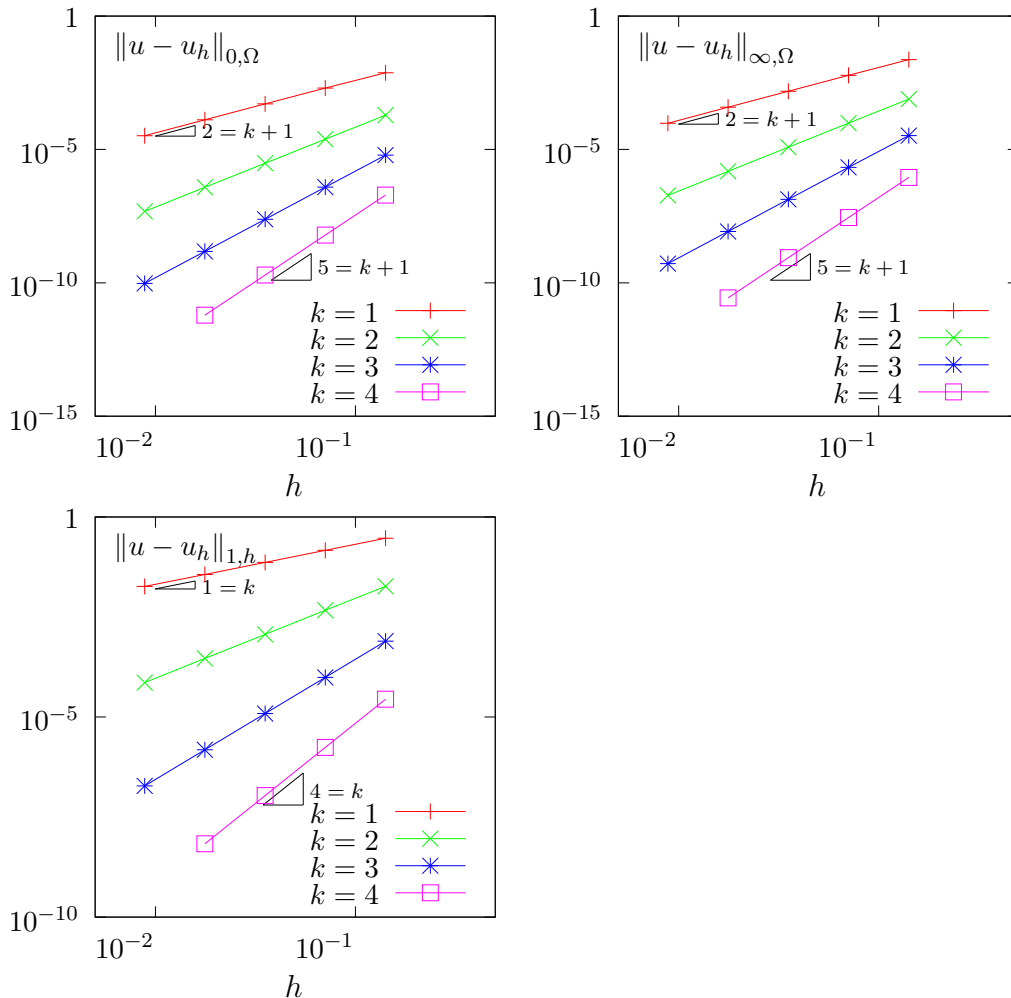 1
‖u − u_h‖_{0,Ω}
2 = k + 1
10^{−5}
10^{−10}
5 = k + 1
k = 1
k = 2
k = 3
k = 4
10^{−15}
10^{−2}
10^{−1}
h
1
‖u − u_h‖_{∞,Ω}
2 = k + 1
10^{−5}
10^{−10}
5 = k + 1
k = 1
k = 2
k = 3
k = 4
10^{−15}
10^{−2}
10^{−1}
h
1
‖u − u_h‖_{1,h}
1 = k
10^{−5}
4 = k
k = 1
k = 2
k = 3
k = 4
10^{−10}
10^{−2}
10^{−1}
h